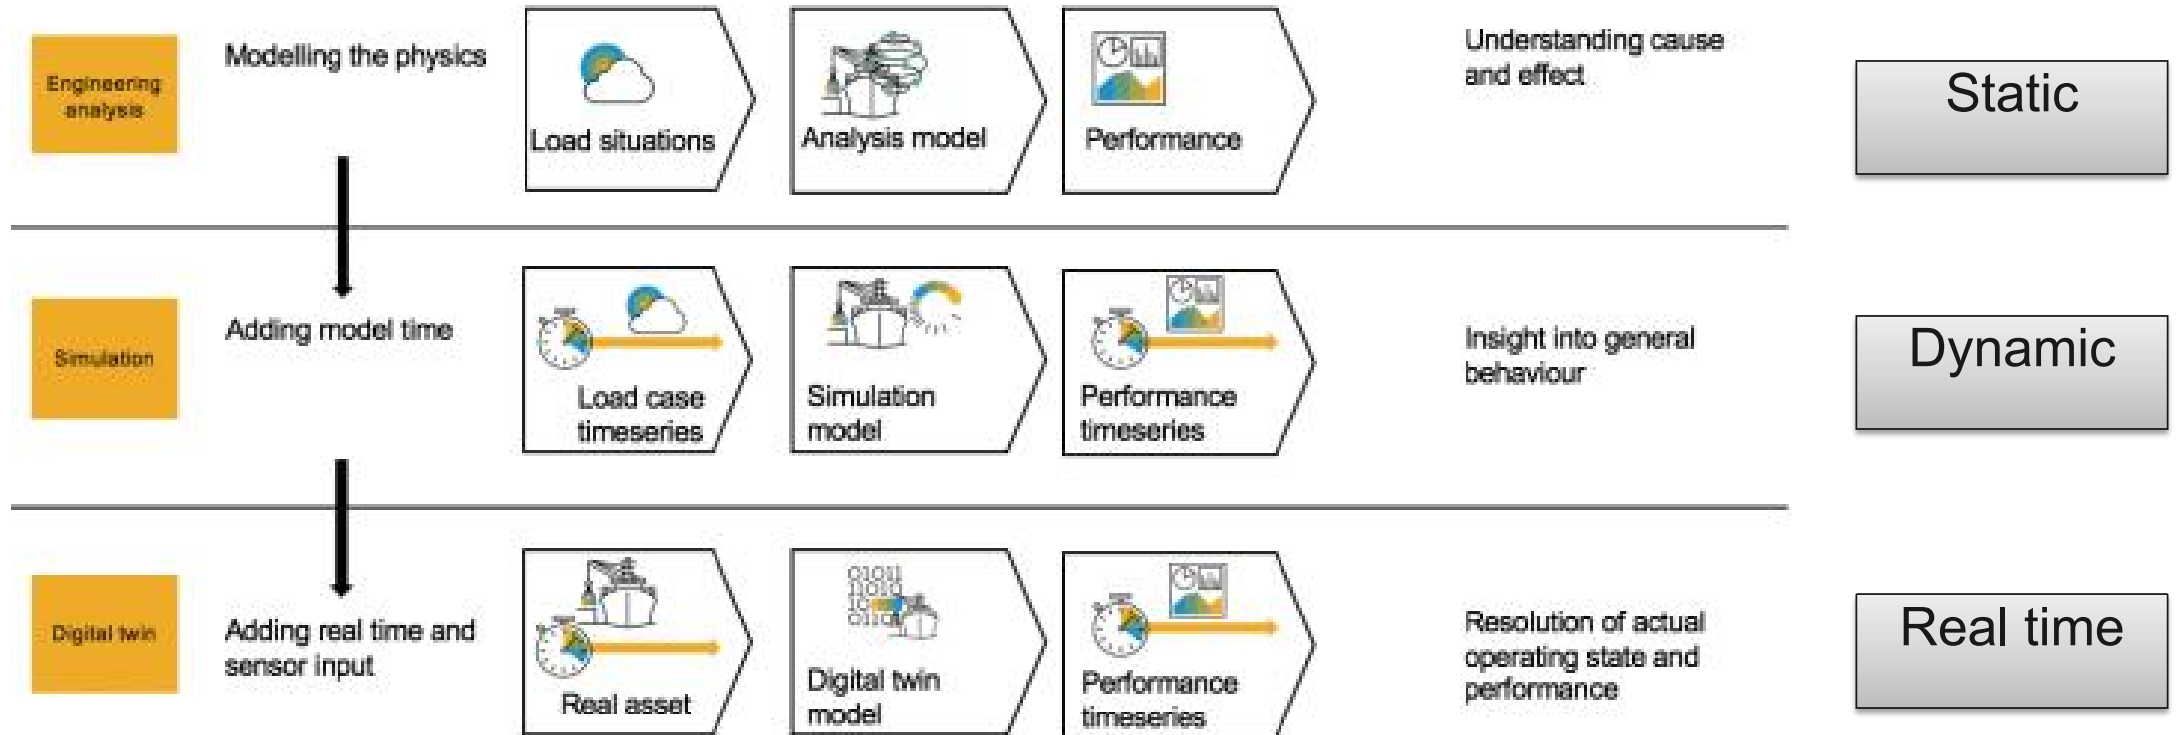 Engineering
analysis
Modelling the physics
Load situations
Analysis model
Performance
Understanding cause
and effect
Static
Simulation
Adding model time
Load case
timeseries
Simulation
model
Performance
timeseries
Insight into general
behaviour
Dynamic
Digital twin
Adding real time and
sensor input
Real asset
01011
11010
Digital twin
model
Performance
timeseries
Resolution of actual
operating state and
performance
Real time